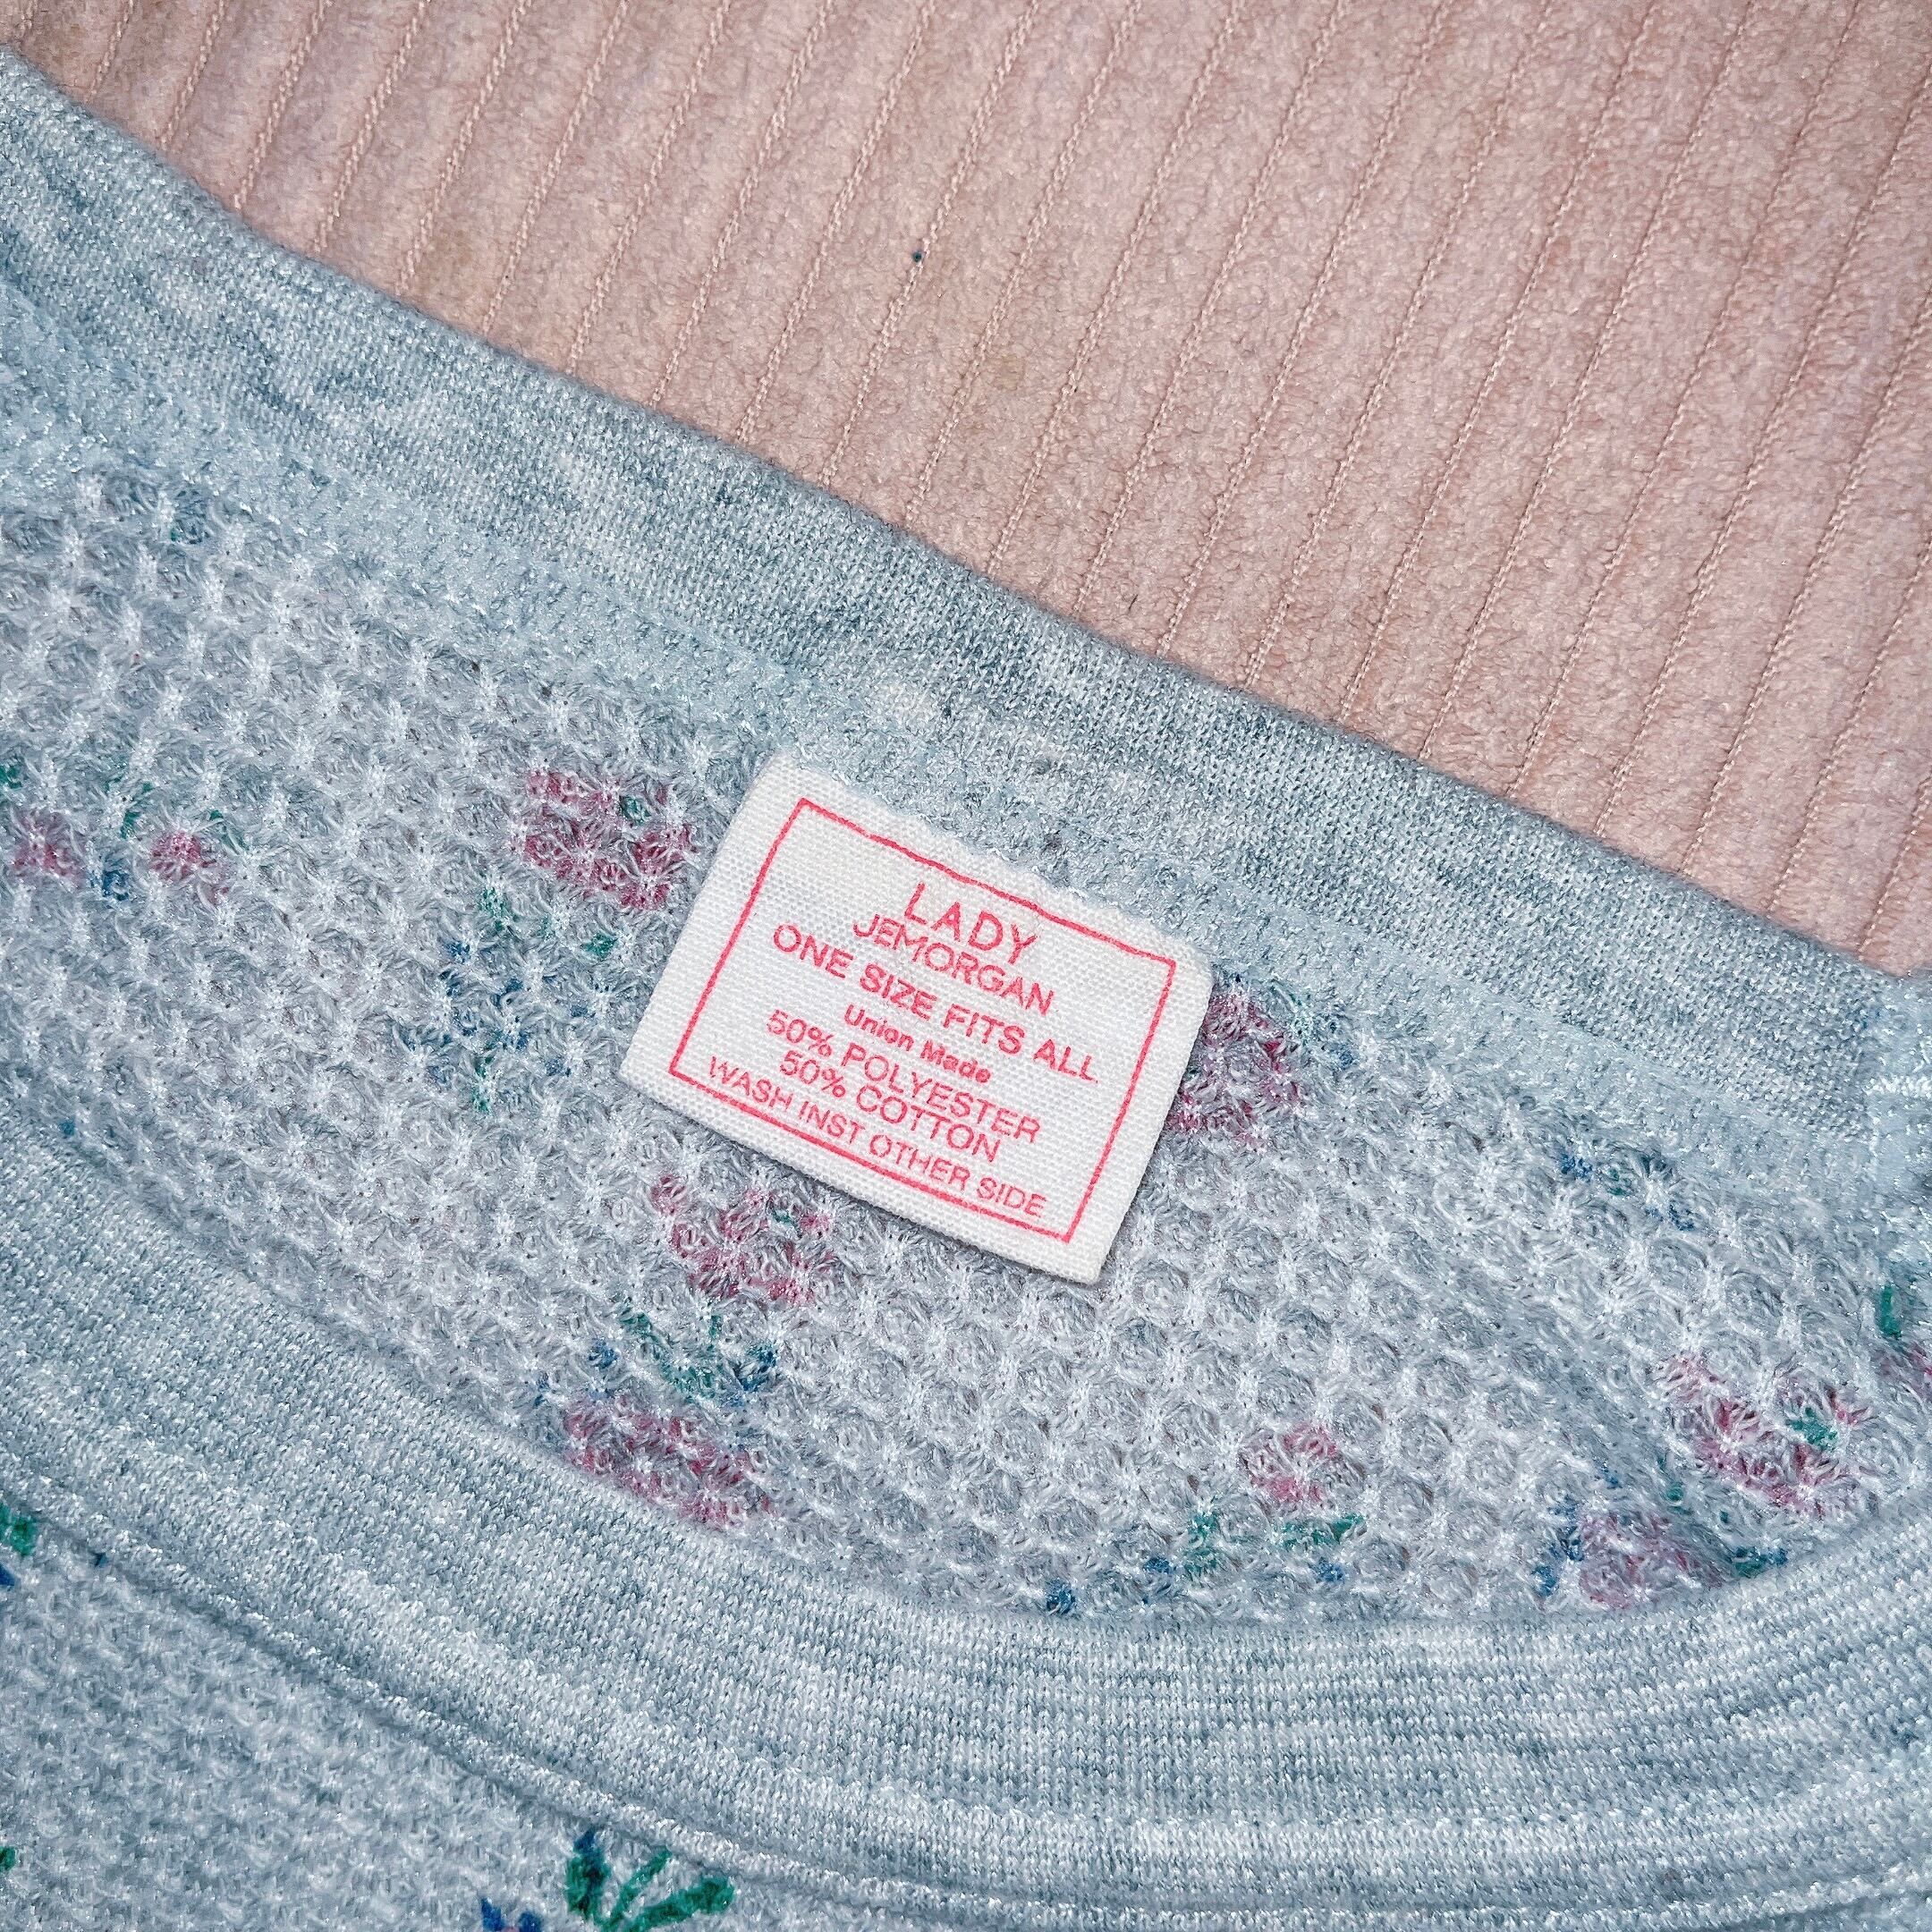 LADY
JEMORGAN
ONE SIZE FITS ALL
Union Made
50% POLYESTER
50% COTTON
WASH INST OTHER SIDE